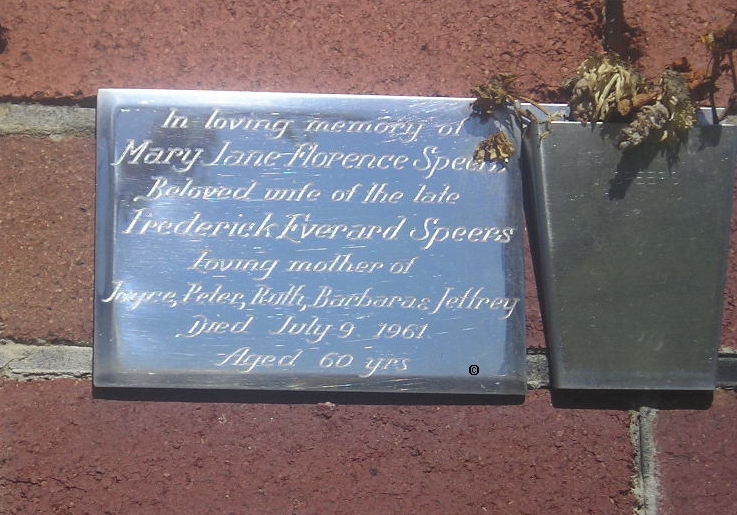 In loving memory of
Mary Jane Florence Speers
Beloved wife of the late
Frederick Everard Speers
Loving mother of
Joyce, Peter, Ruth, Barbara & Jeffrey
Died July 9 1961
Aged 60 yrs
©